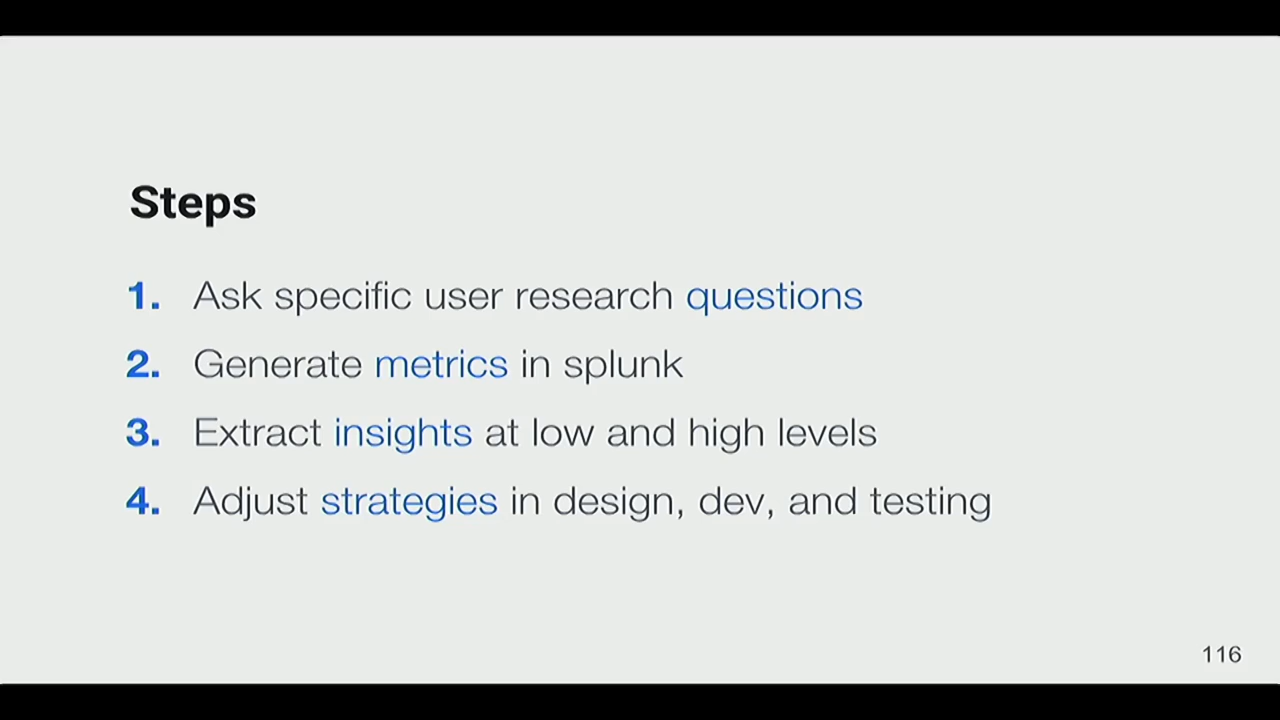 Steps
1. Ask specific user research questions
2. Generate metrics in splunk
3. Extract insights at low and high levels
4. Adjust strategies in design, dev, and testing
116